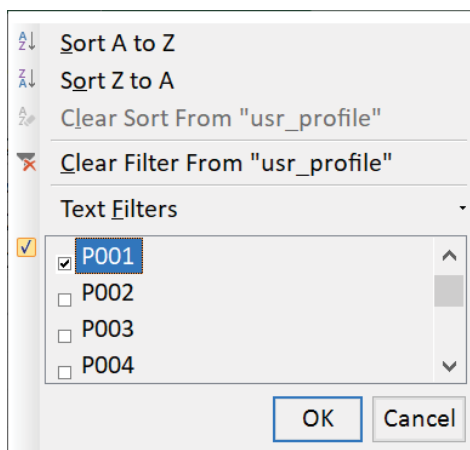 Sort A to Z
Sort Z to A
Clear Sort From "usr_profile"
Clear Filter From "usr_profile"
Text Filters
P001
P002
P003
P004
OK Cancel